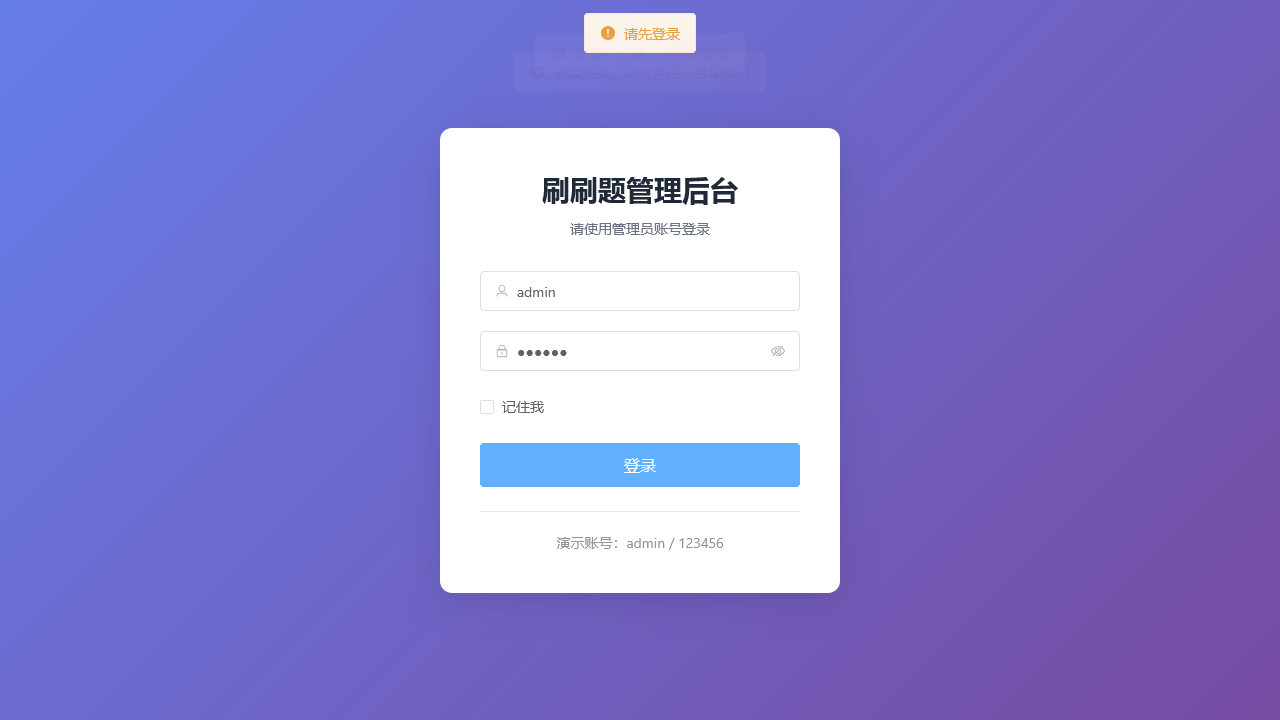 请先登录
刷刷题管理后台
请使用管理员账号登录
admin
●●●●●●
记住我
登录
演示账号：admin / 123456